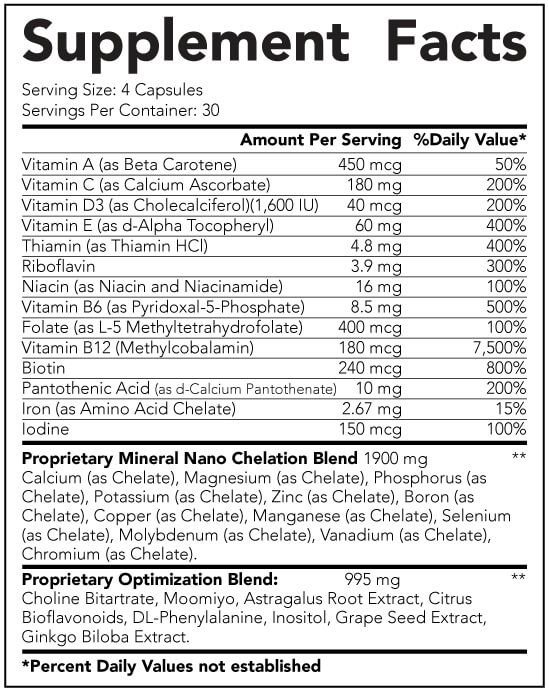 Supplement Facts
Serving Size: 4 Capsules
Servings Per Container: 30
Amount Per Serving %Daily Value*
Vitamin A (as Beta Carotene) 450 mcg 50%
Vitamin C (as Calcium Ascorbate) 180 mg 200%
Vitamin D3 (as Cholecalciferol)(1,600 IU) 40 mcg 200%
Vitamin E (as d-Alpha Tocopheryl) 60 mg 400%
Thiamin (as Thiamin HCl) 4.8 mg 400%
Riboflavin 3.9 mg 300%
Niacin (as Niacin and Niacinamide) 16 mg 100%
Vitamin B6 (as Pyridoxal-5-Phosphate) 8.5 mg 500%
Folate (as L-5 Methyltetrahydrofolate) 400 mcg 100%
Vitamin B12 (Methylcobalamin) 180 mcg 7,500%
Biotin 240 mcg 800%
Pantothenic Acid (as d-Calcium Pantothenate) 10 mg 200%
Iron (as Amino Acid Chelate) 2.67 mg 15%
Iodine 150 mcg 100%
Proprietary Mineral Nano Chelation Blend 1900 mg **
Calcium (as Chelate), Magnesium (as Chelate), Phosphorus (as
Chelate), Potassium (as Chelate), Zinc (as Chelate), Boron (as
Chelate), Copper (as Chelate), Manganese (as Chelate), Selenium
(as Chelate), Molybdenum (as Chelate), Vanadium (as Chelate),
Chromium (as Chelate).
Proprietary Optimization Blend: 995 mg **
Choline Bitartrate, Moomiyo, Astragalus Root Extract, Citrus
Bioflavonoids, DL-Phenylalanine, Inositol, Grape Seed Extract,
Ginkgo Biloba Extract.
*Percent Daily Values not established